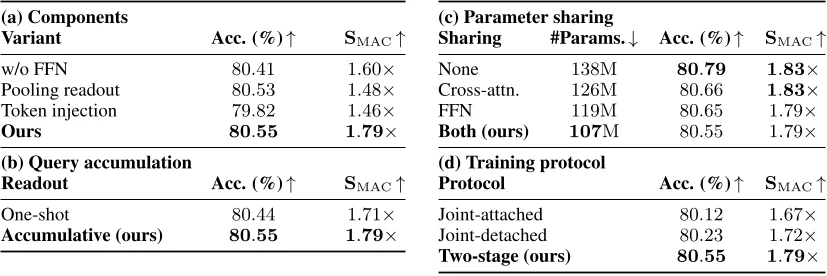 (a) Components
Variant Acc. (%)↑ S_MAC↑
w/o FFN 80.41 1.60×
Pooling readout 80.53 1.48×
Token injection 79.82 1.46×
Ours 80.55 1.79×
(b) Query accumulation
Readout Acc. (%)↑ S_MAC↑
One-shot 80.44 1.71×
Accumulative (ours) 80.55 1.79×
(c) Parameter sharing
Sharing #Params.↓ Acc. (%)↑ S_MAC↑
None 138M 80.79 1.83×
Cross-attn. 126M 80.66 1.83×
FFN 119M 80.65 1.79×
Both (ours) 107M 80.55 1.79×
(d) Training protocol
Protocol Acc. (%)↑ S_MAC↑
Joint-attached 80.12 1.67×
Joint-detached 80.23 1.72×
Two-stage (ours) 80.55 1.79×